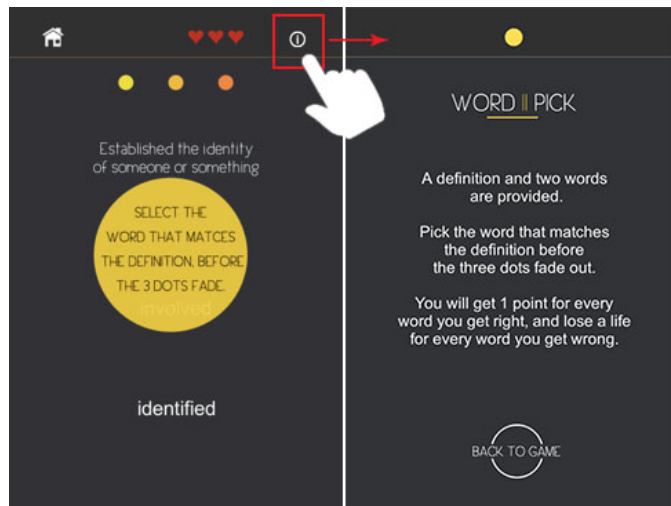 Established the identity
of someone or something
SELECT THE
WORD THAT MATCES
THE DEFINITION, BEFORE
THE 3 DOTS FADE.
involved
identified
WORD || PICK
A definition and two words
are provided.
Pick the word that matches
the definition before
the three dots fade out.
You will get 1 point for every
word you get right, and lose a life
for every word you get wrong.
BACK TO GAME